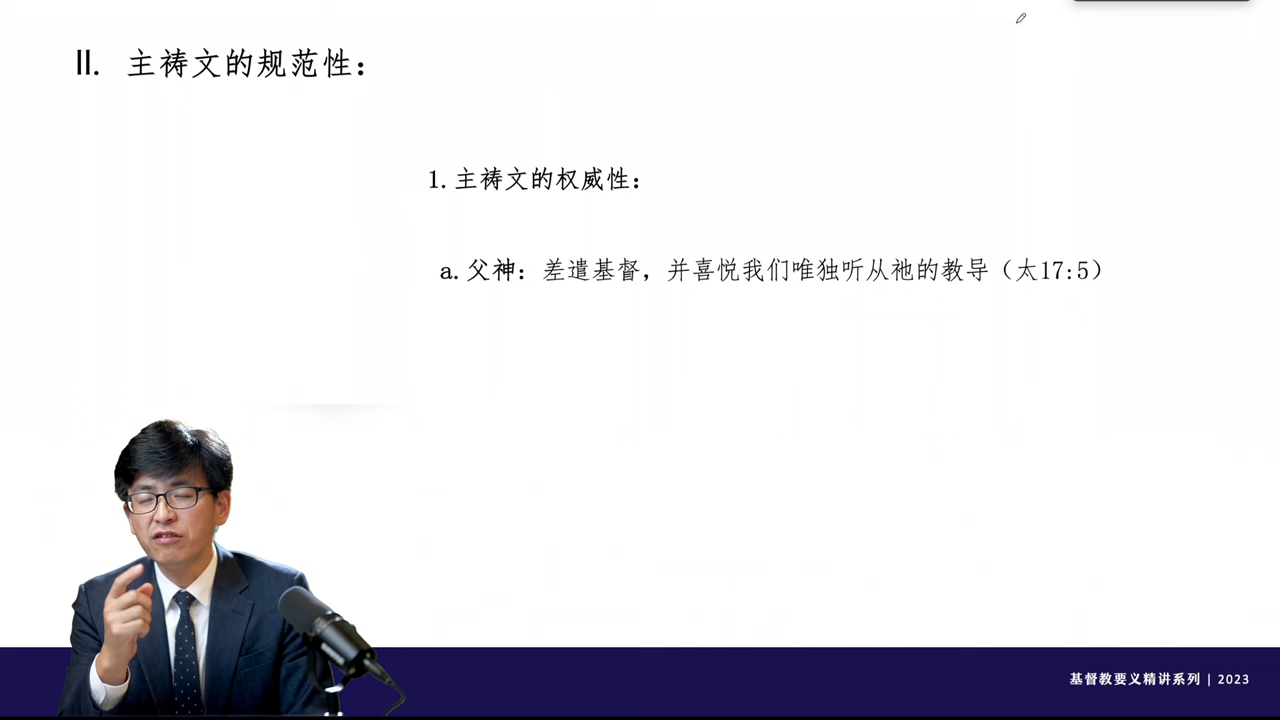 II. 主祷文的规范性：
1.主祷文的权威性：
a.父神：差遣基督，并喜悦我们唯独听从祂的教导（太17:5）
基督教要义精讲系列 | 2023